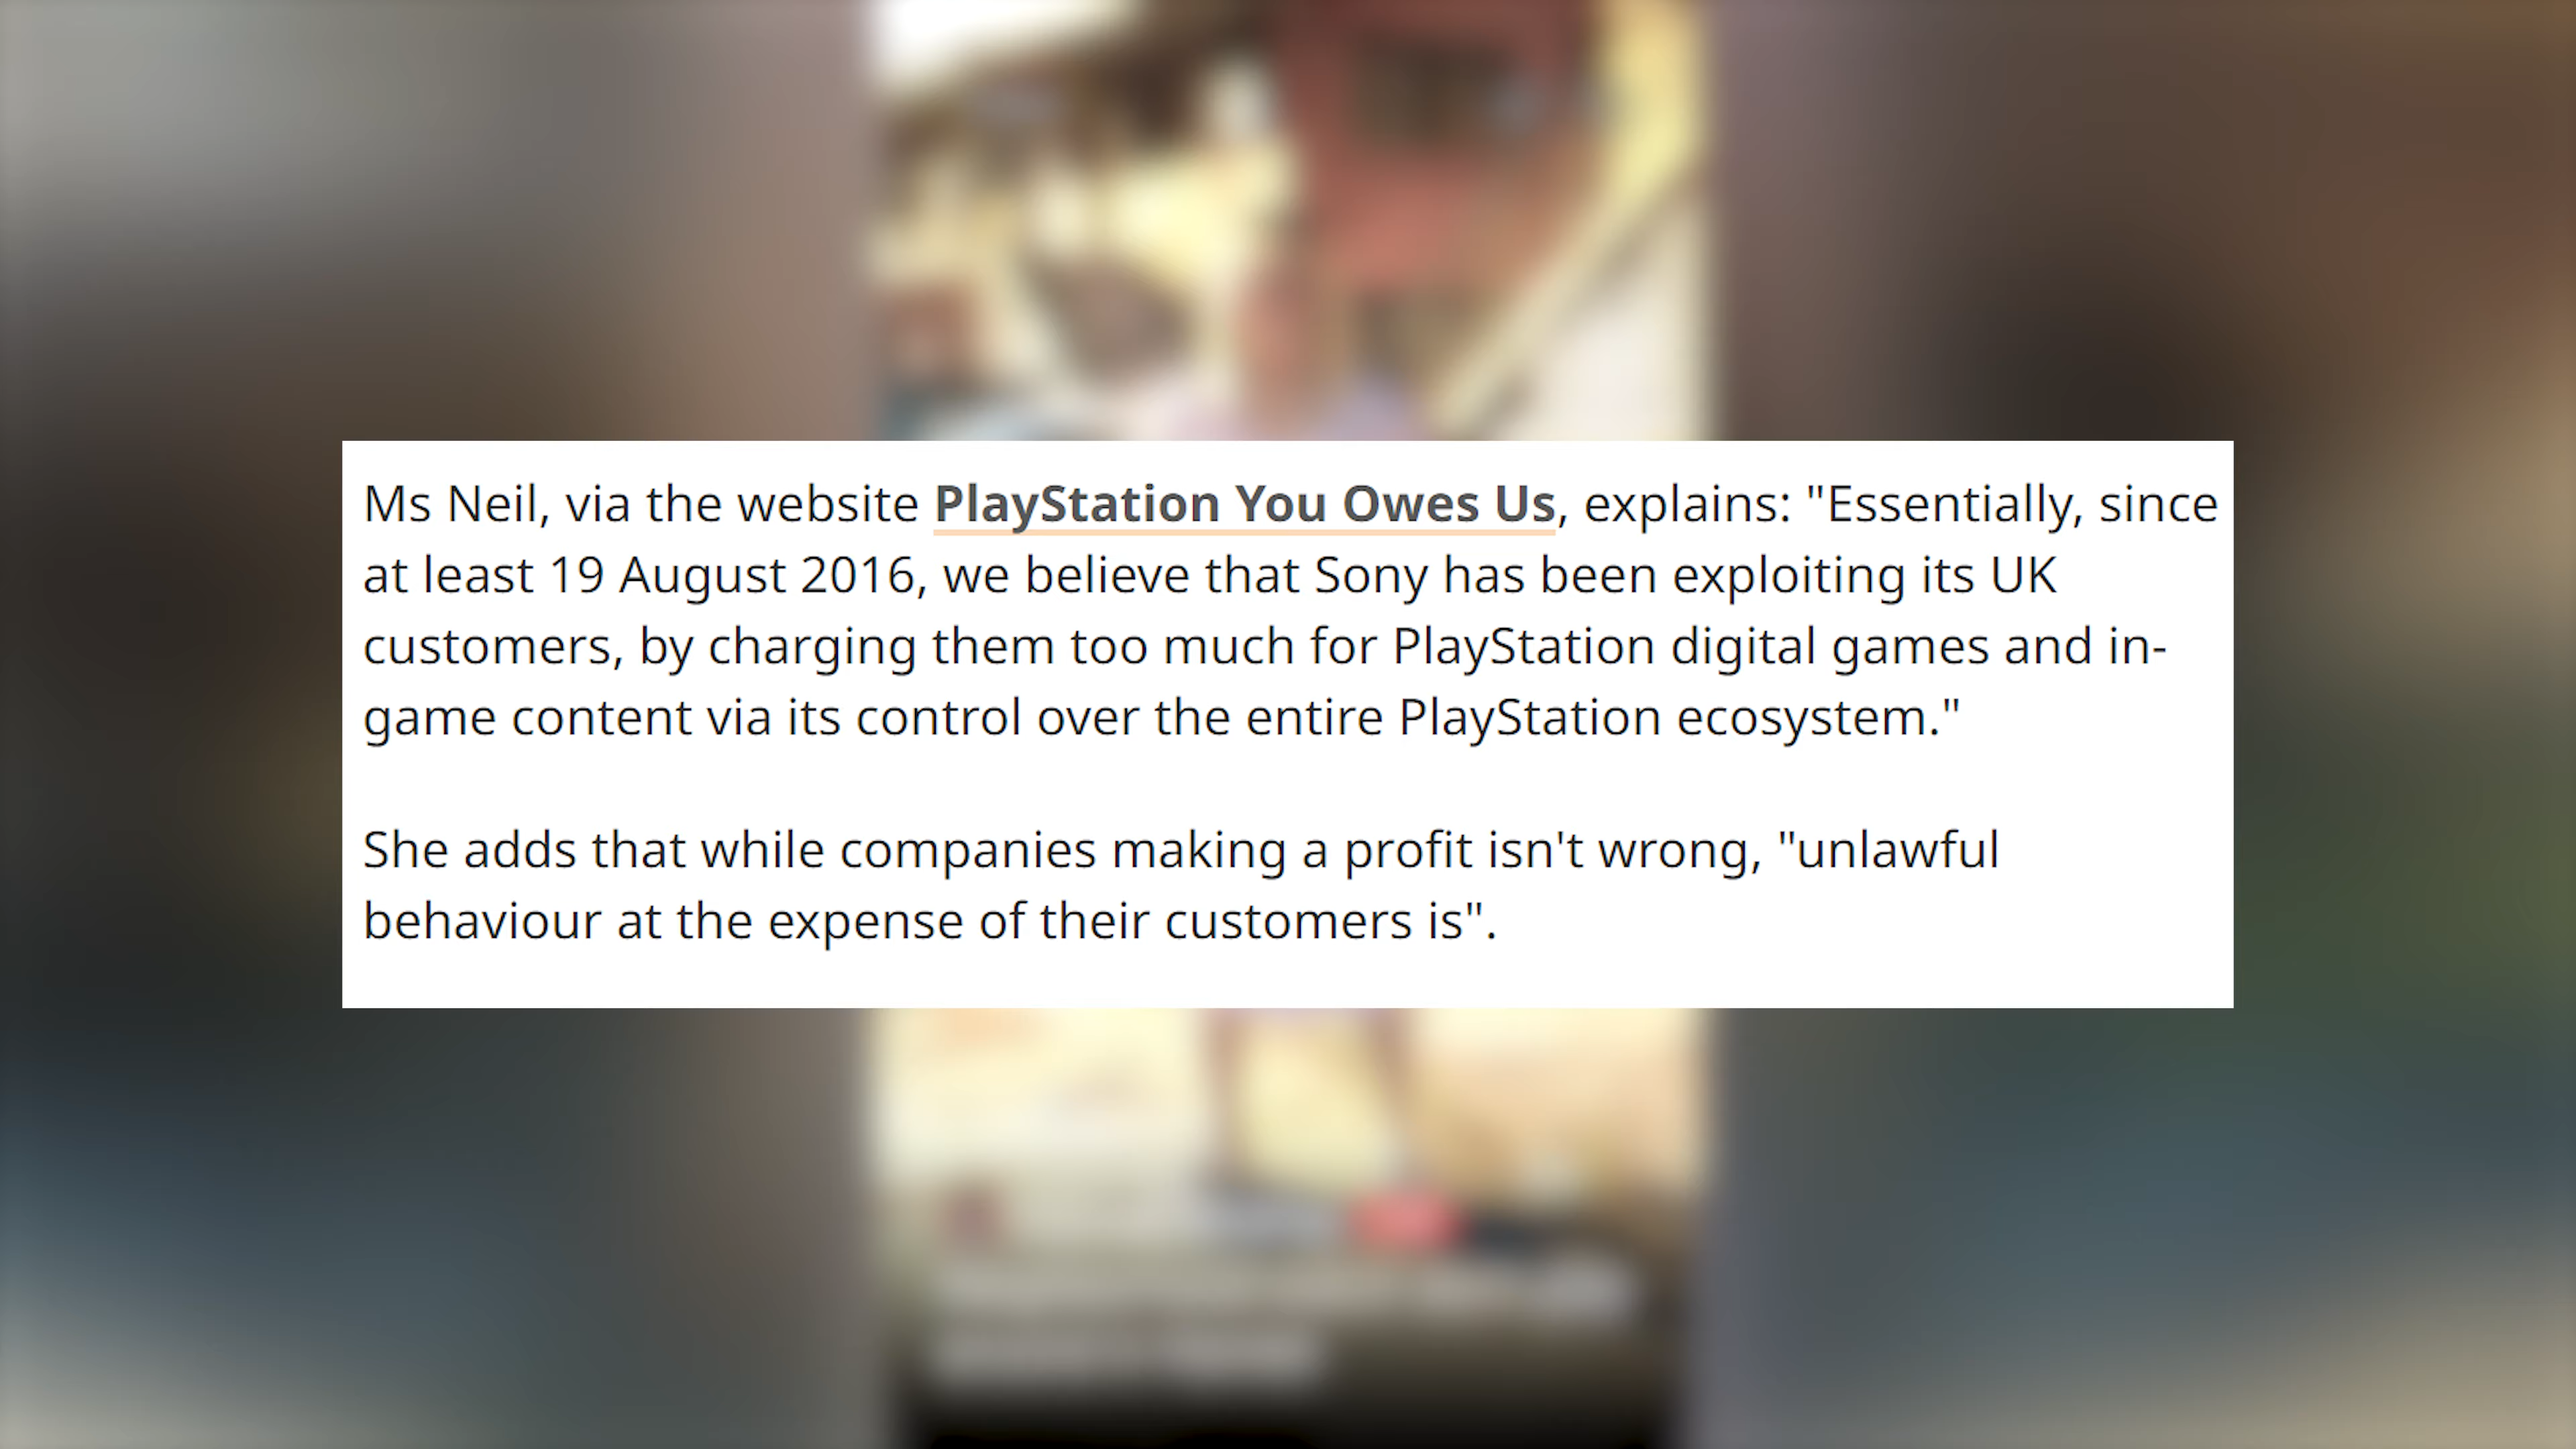 Ms Neil, via the website PlayStation You Owes Us, explains: "Essentially, since
at least 19 August 2016, we believe that Sony has been exploiting its UK
customers, by charging them too much for PlayStation digital games and in-
game content via its control over the entire PlayStation ecosystem."
She adds that while companies making a profit isn't wrong, "unlawful
behaviour at the expense of their customers is".